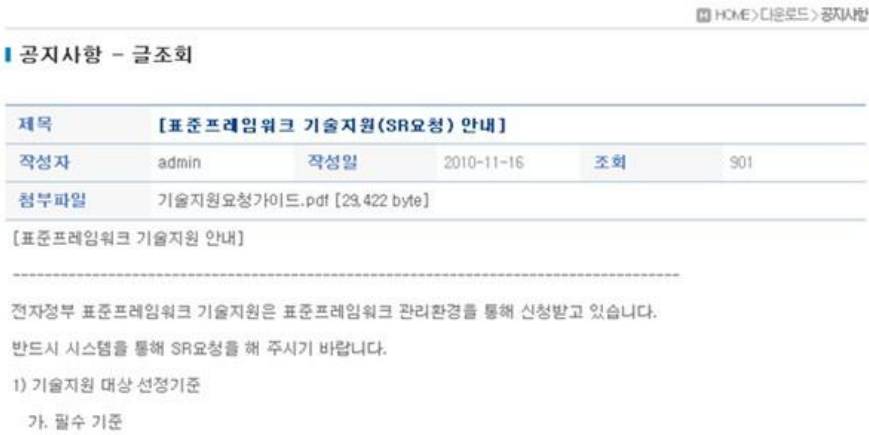 HOME>다운로드>공지사항
공지사항 - 글조회
제목 [표준프레임워크 기술지원(SR요청) 안내]
작성자 admin 작성일 2010-11-16 조회 901
첨부파일 기술지원요청가이드.pdf [29,422 byte]
[표준프레임워크 기술지원 안내]
--------------------------------------------------------------------------------
전자정부 표준프레임워크 기술지원은 표준프레임워크 관리환경을 통해 신청받고 있습니다.
반드시 시스템을 통해 SR요청을 해 주시기 바랍니다.
1) 기술지원 대상 선정기준
가. 필수 기준